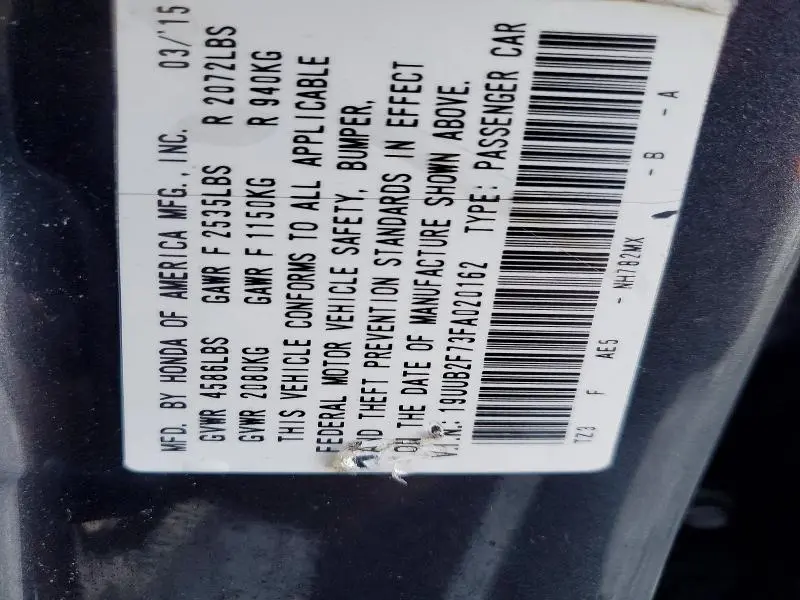 MFD. BY HONDA OF AMERICA MFG., INC. 03/'15
GVWR 4586LBS GAWR F 2535LBS R 2072LBS
GVWR 2080KG GAWR F 1150KG R 940KG
THIS VEHICLE CONFORMS TO ALL APPLICABLE
FEDERAL MOTOR VEHICLE SAFETY, BUMPER,
AND THEFT PREVENTION STANDARDS IN EFFECT
ON THE DATE OF MANUFACTURE SHOWN ABOVE.
V.I.N.: 19UUB2F73FA020162 TYPE: PASSENGER CAR
TZ3 F AE5 - NH782MX - B - A